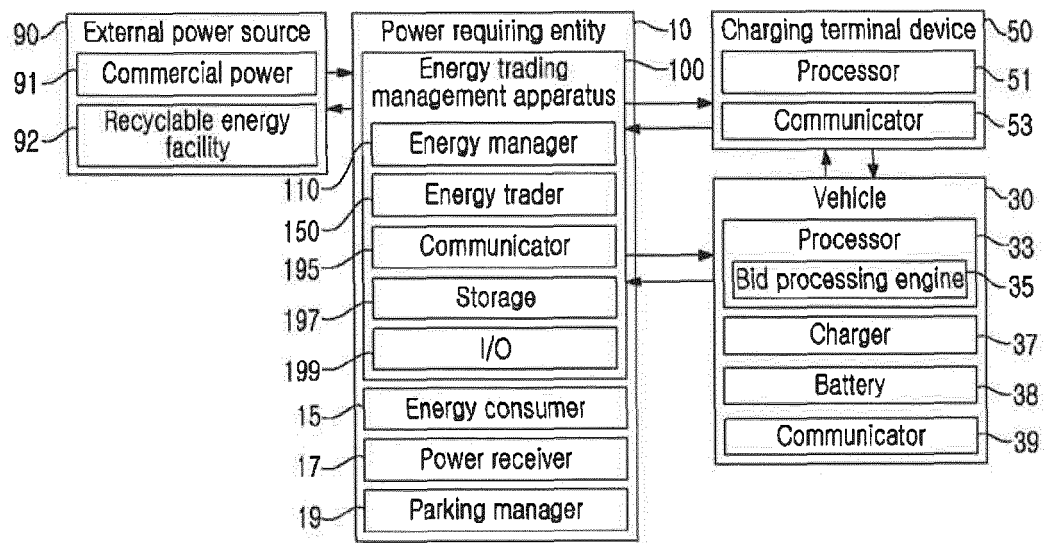 90
External power source
91
Commercial power
92
Recyclable energy
facility
Power requiring entity
10
Energy trading
management apparatus
100
Energy manager
110
Energy trader
150
Communicator
195
Storage
197
I/O
199
Energy consumer
15
Power receiver
17
Parking manager
19
Charging terminal device
50
Processor
51
Communicator
53
Vehicle
30
Processor
33
Bid processing engine
35
Charger
37
Battery
38
Communicator
39